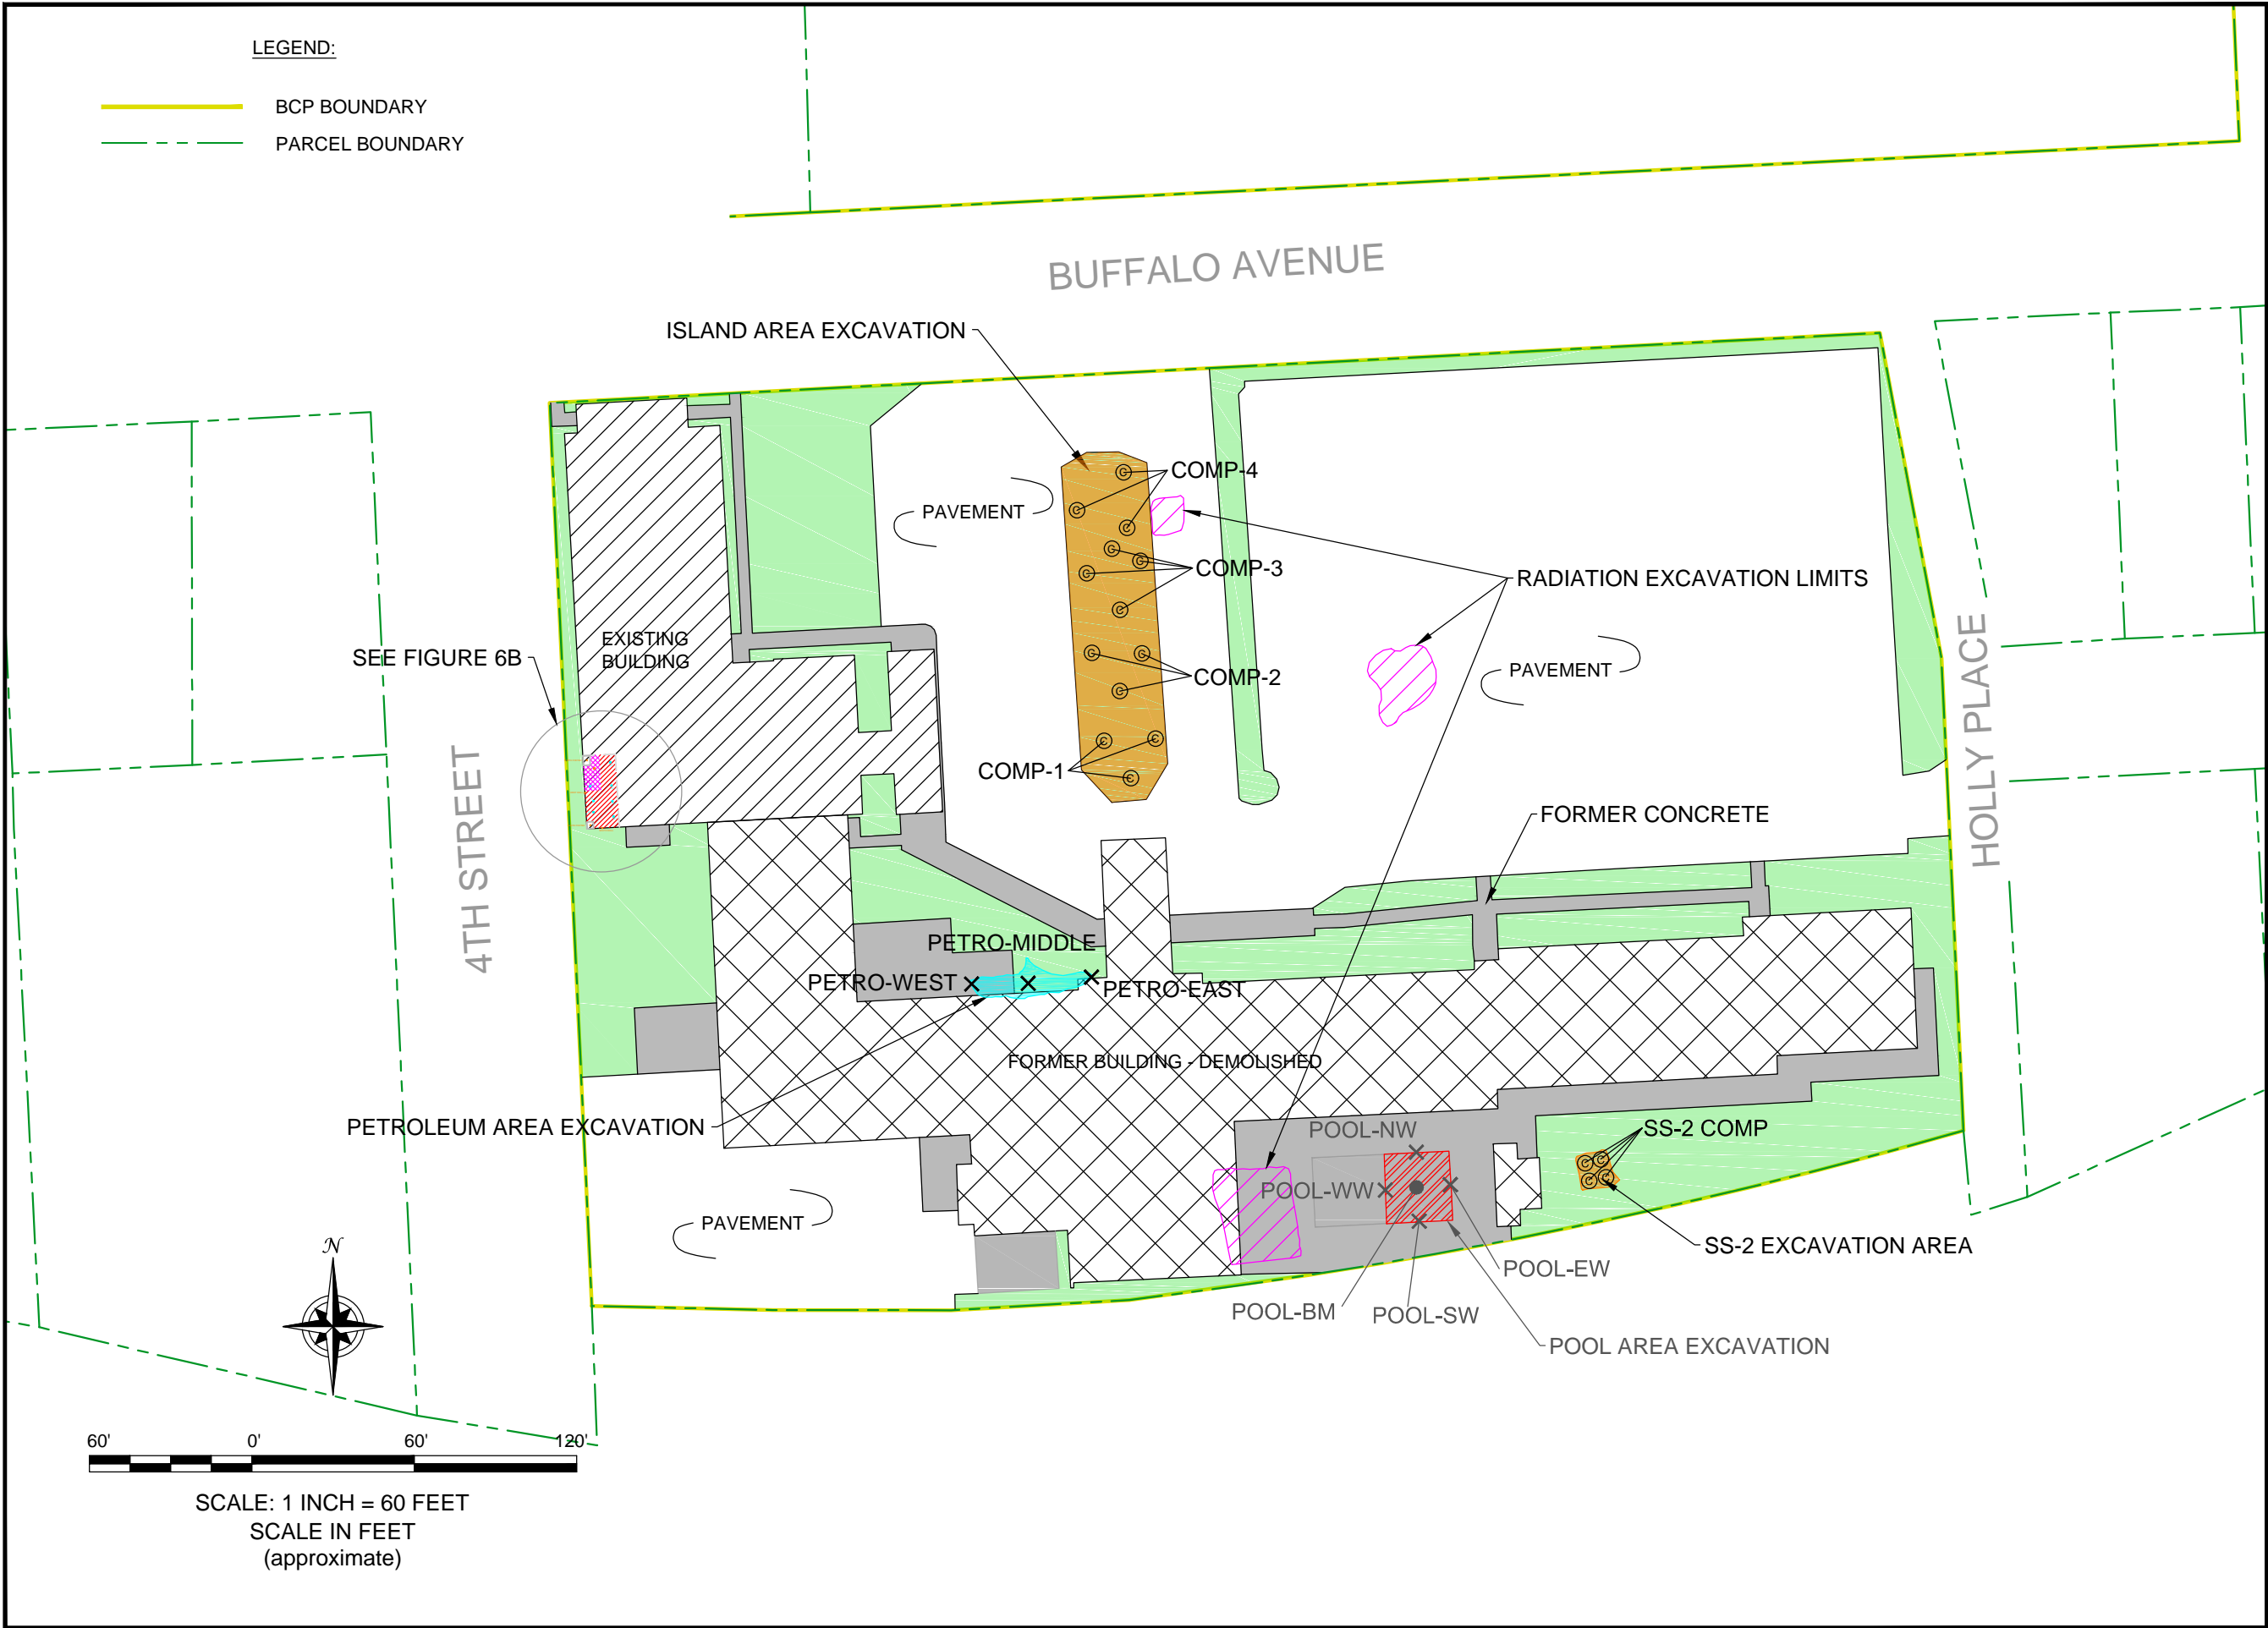 LEGEND:
BCP BOUNDARY
PARCEL BOUNDARY
BUFFALO AVENUE
ISLAND AREA EXCAVATION
COMP-4
PAVEMENT
COMP-3
RADIATION EXCAVATION LIMITS
EXISTING
BUILDING
SEE FIGURE 6B
PAVEMENT
COMP-2
HOLLY PLACE
COMP-1
4TH STREET
FORMER CONCRETE
PETRO-MIDDLE
PETRO-WEST
PETRO-EAST
FORMER BUILDING - DEMOLISHED
PETROLEUM AREA EXCAVATION
POOL-NW
SS-2 COMP
POOL-WW
PAVEMENT
SS-2 EXCAVATION AREA
POOL-EW
POOL-BM
POOL-SW
POOL AREA EXCAVATION
N
60' 0' 60' 120'
SCALE: 1 INCH = 60 FEET
SCALE IN FEET
(approximate)